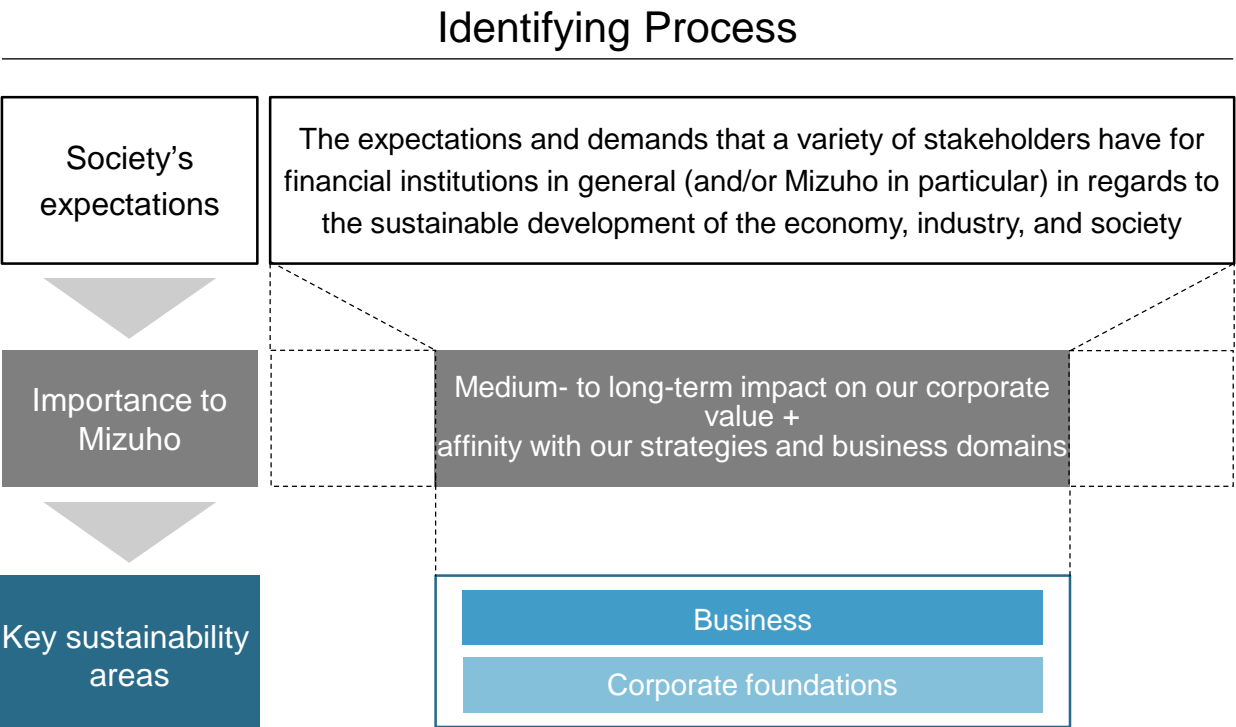 Identifying Process
Society’s
expectations
The expectations and demands that a variety of stakeholders have for
financial institutions in general (and/or Mizuho in particular) in regards to
the sustainable development of the economy, industry, and society
Importance to
Mizuho
Medium- to long-term impact on our corporate
value +
affinity with our strategies and business domains
Key sustainability
areas
Business
Corporate foundations